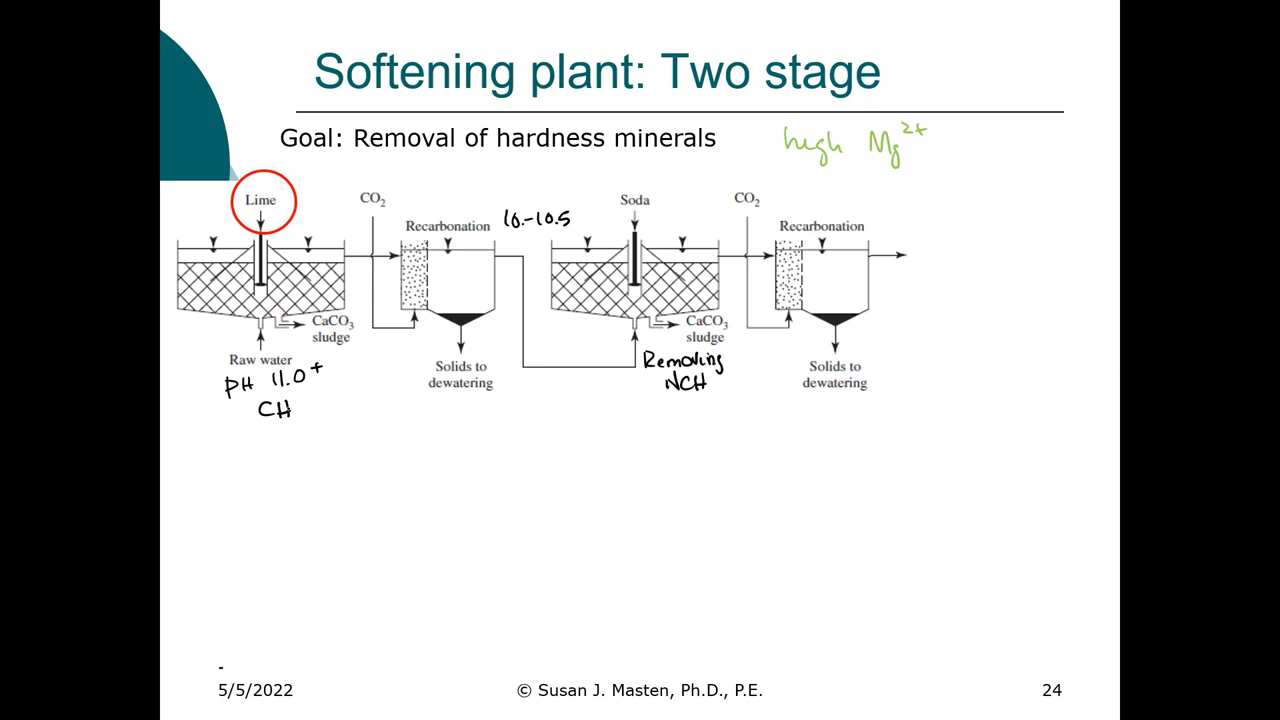 Softening plant: Two stage
Goal: Removal of hardness minerals
high Mg2+
Lime
CO2
Recarbonation
10.-10.5
Soda
CO2
Recarbonation
CaCO3
sludge
Raw water
pH 11.0+
CH
Solids to
dewatering
CaCO3
sludge
Removing
NCH
Solids to
dewatering
5/5/2022
© Susan J. Masten, Ph.D., P.E.
24